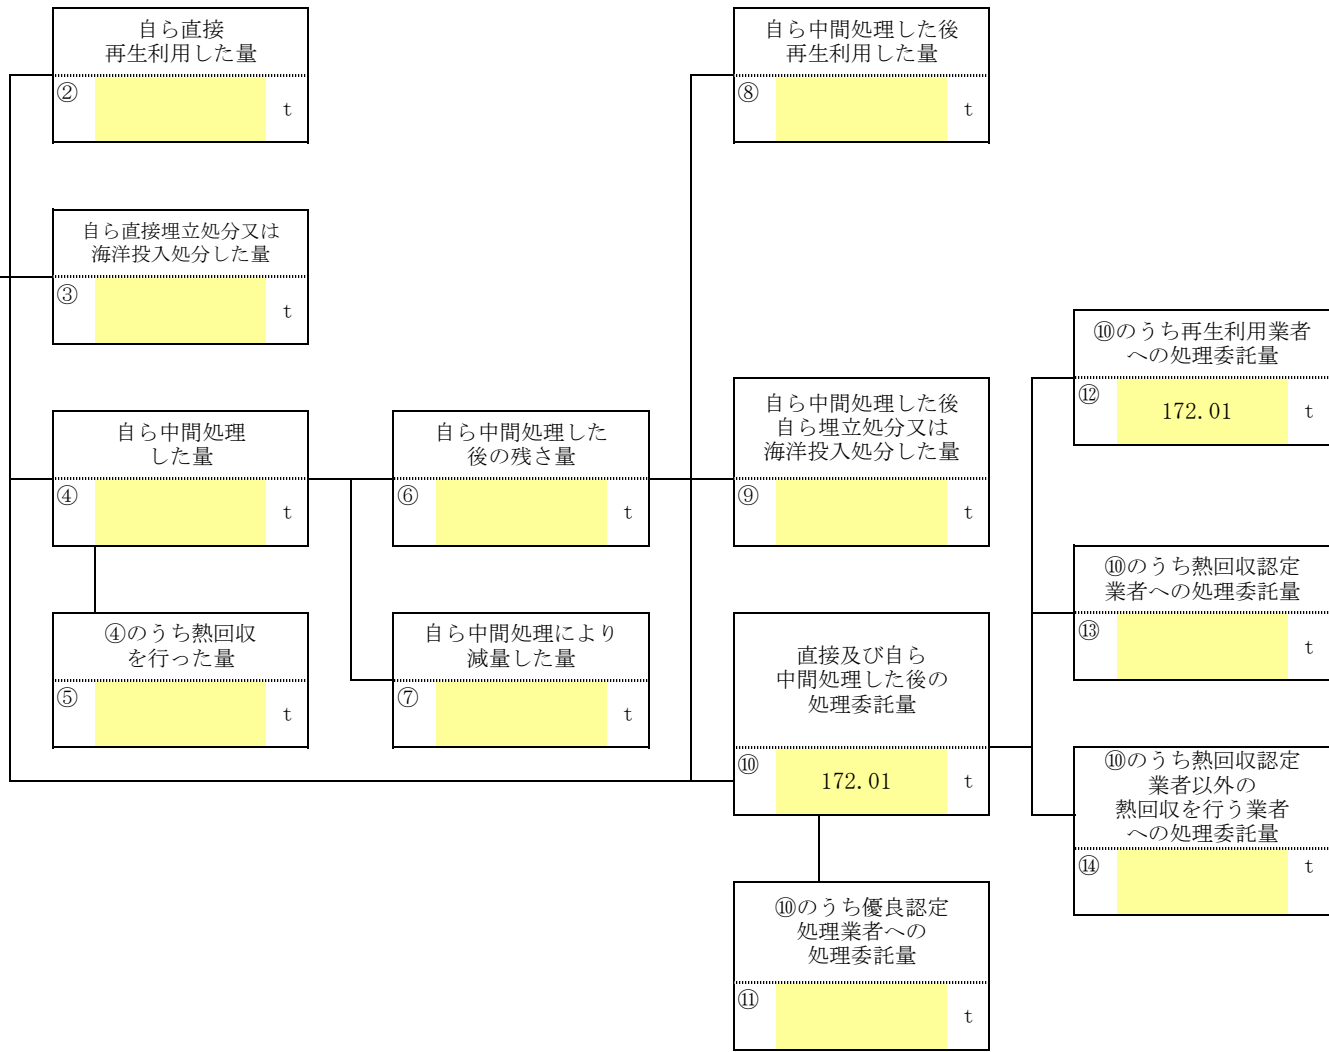 自ら直接
再生利用した量
②
t
自ら中間処理した後
再生利用した量
⑧
t
自ら直接埋立処分又は
海洋投入処分した量
③
t
⑩のうち再生利用業者
への処理委託量
⑫
172.01
t
自ら中間処理
した量
④
t
自ら中間処理した
後の残さ量
⑥
t
自ら中間処理した後
自ら埋立処分又は
海洋投入処分した量
⑨
t
⑩のうち熱回収認定
業者への処理委託量
⑬
t
④のうち熱回収
を行った量
⑤
t
自ら中間処理により
減量した量
⑦
t
直接及び自ら
中間処理した後の
処理委託量
⑩
172.01
t
⑩のうち熱回収認定
業者以外の
熱回収を行う業者
への処理委託量
⑭
t
⑩のうち優良認定
処理業者への
処理委託量
⑪
t